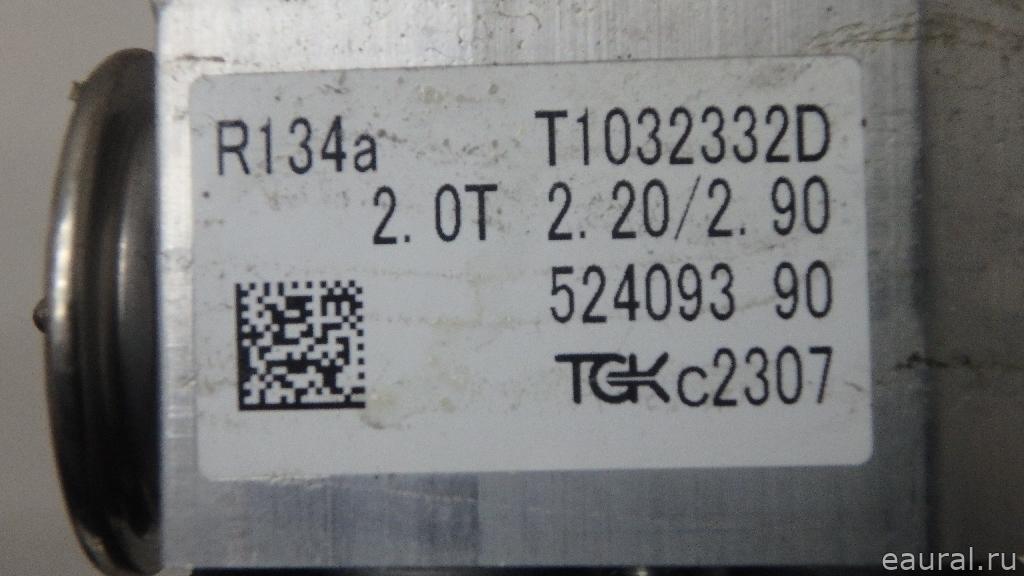 R134a T1032332D
2.0T 2.20/2.90
524093 90
TGK c2307
eaural.ru